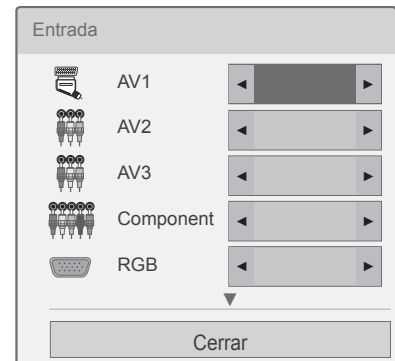 Entrada
AV1
AV2
AV3
Component
RGB
Cerrar